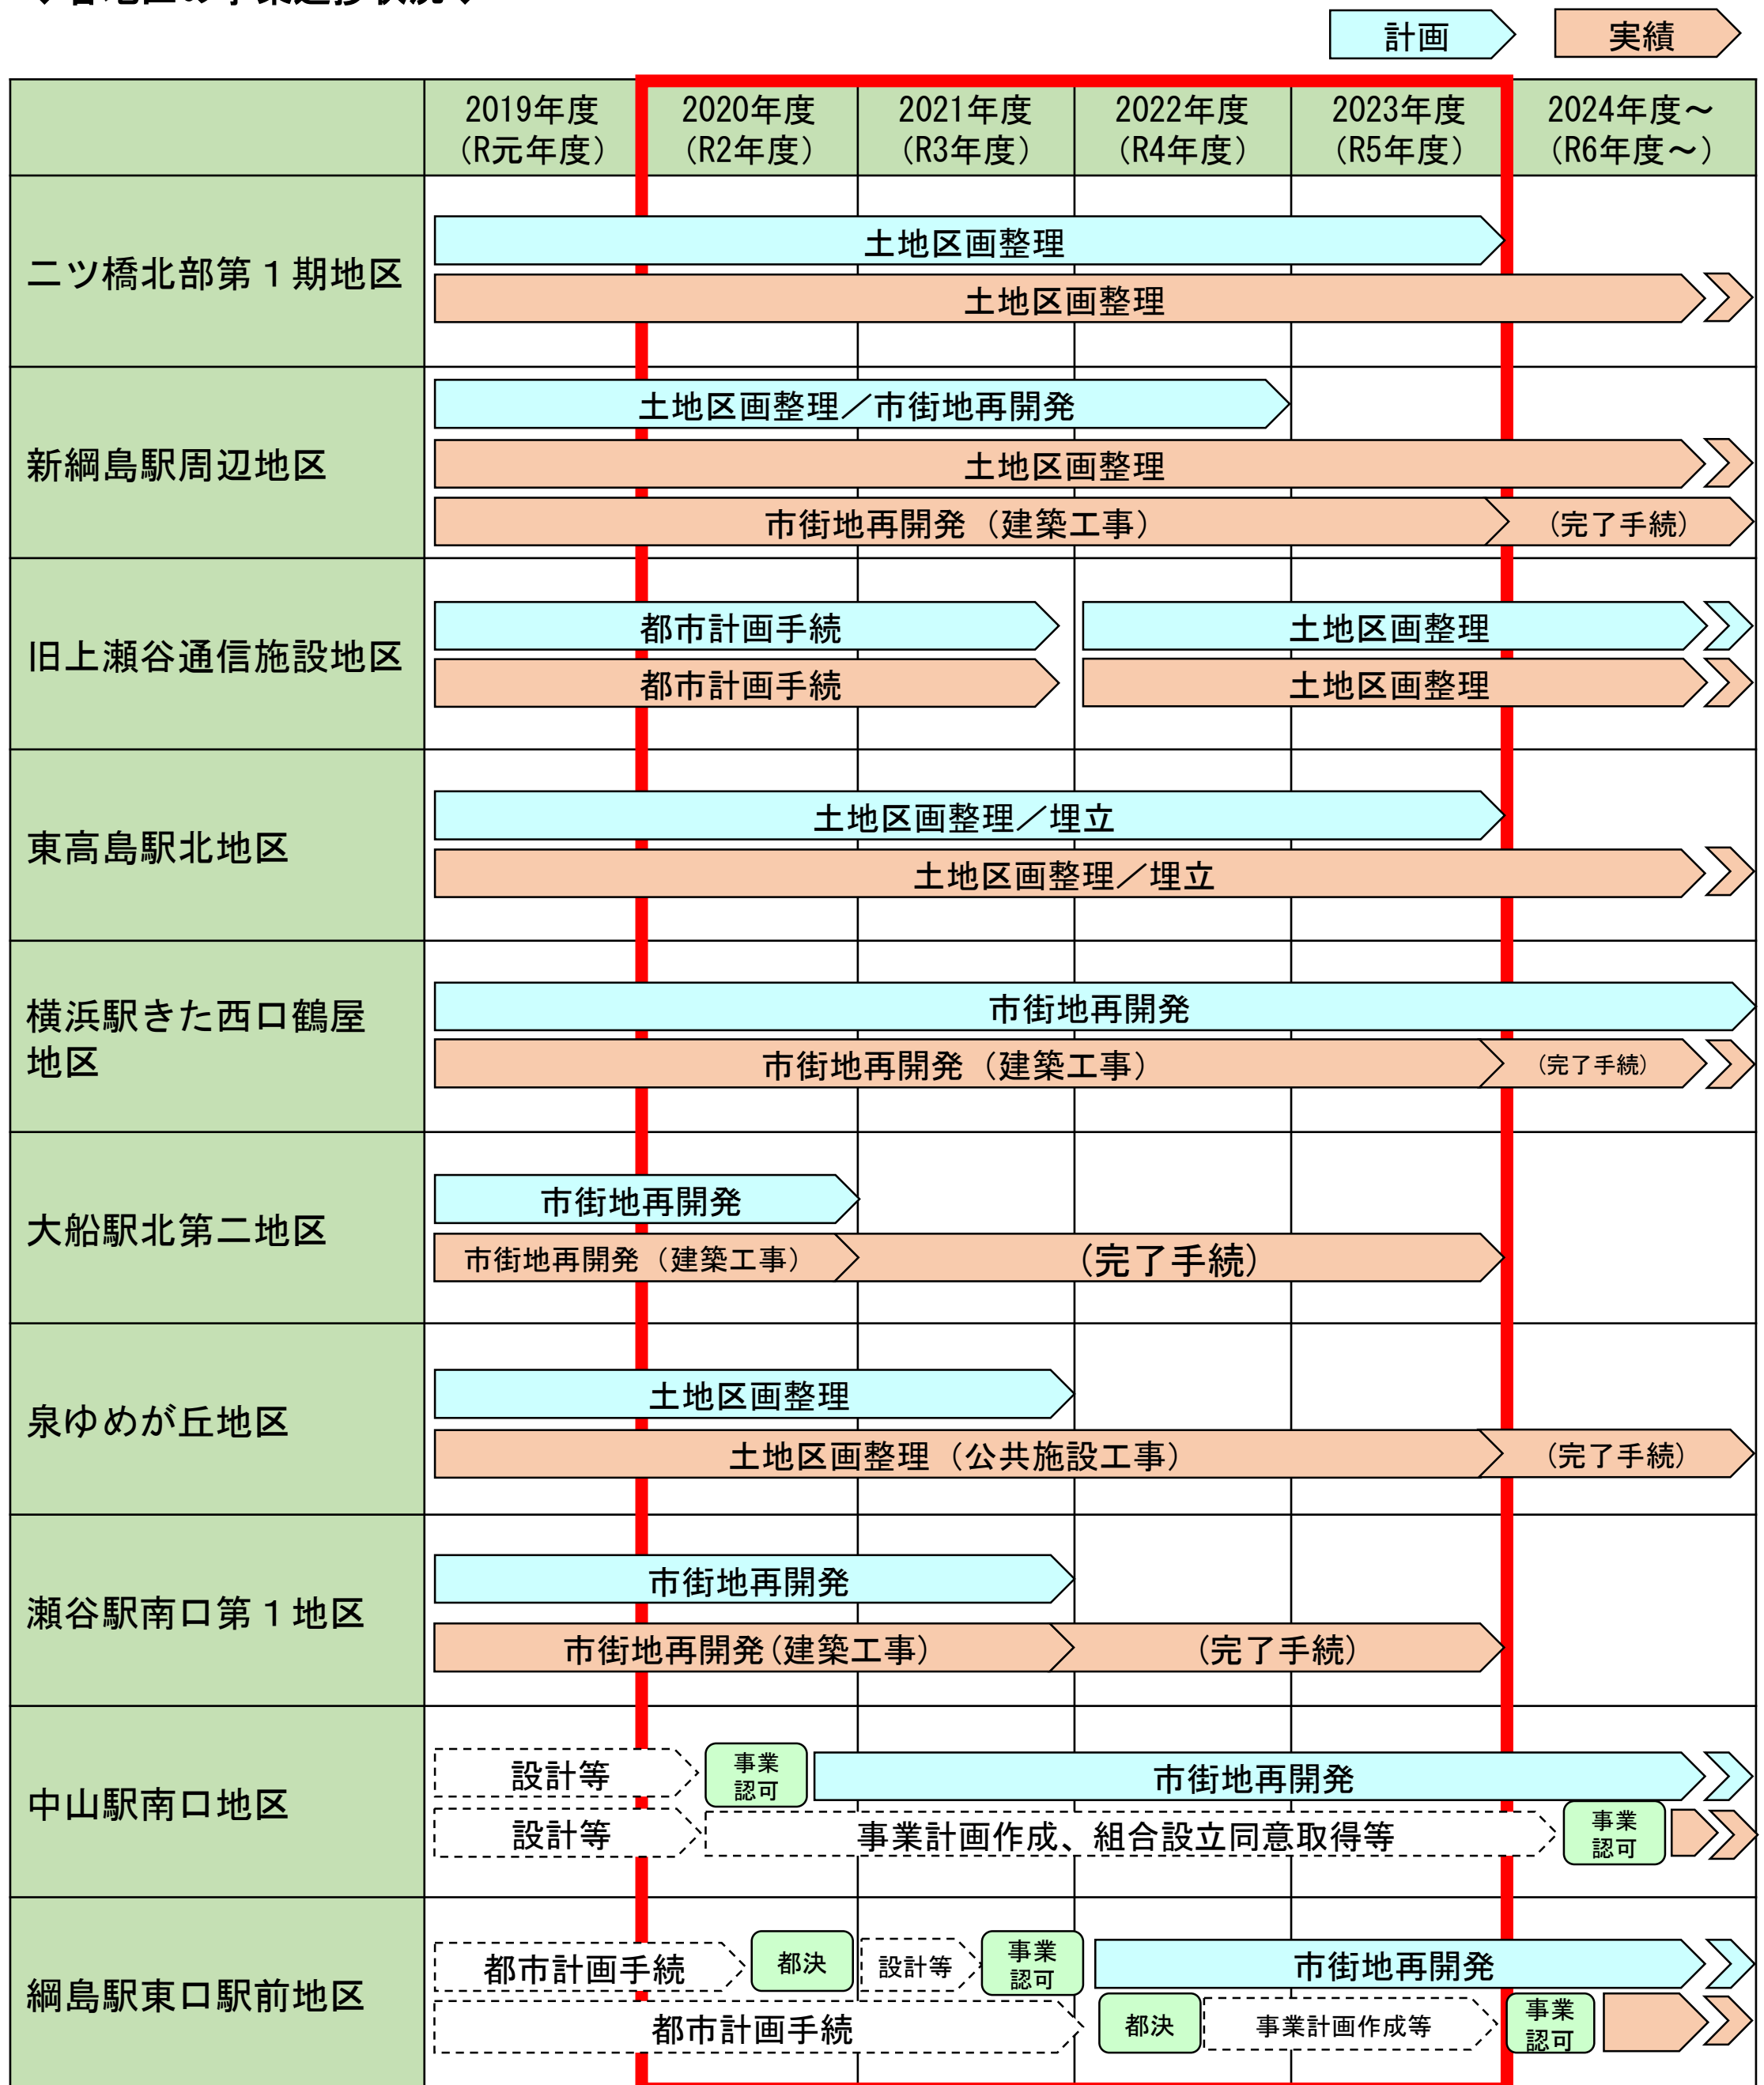 計画
実績
2019年度
（R元年度）
2020年度
（R2年度）
2021年度
（R3年度）
2022年度
（R4年度）
2023年度
（R5年度）
2024年度～
（R6年度～）
二ツ橋北部第１期地区
土地区画整理
土地区画整理
新綱島駅周辺地区
土地区画整理／市街地再開発
土地区画整理
市街地再開発（建築工事）
（完了手続）
旧上瀬谷通信施設地区
都市計画手続
土地区画整理
都市計画手続
土地区画整理
東高島駅北地区
土地区画整理／埋立
土地区画整理／埋立
横浜駅きた西口鶴屋
地区
市街地再開発
市街地再開発（建築工事）
（完了手続）
大船駅北第二地区
市街地再開発
市街地再開発（建築工事）
（完了手続）
泉ゆめが丘地区
土地区画整理
土地区画整理（公共施設工事）
（完了手続）
瀬谷駅南口第１地区
市街地再開発
市街地再開発（建築工事）
（完了手続）
中山駅南口地区
設計等
事業
認可
市街地再開発
設計等
事業計画作成、組合設立同意取得等
事業
認可
綱島駅東口駅前地区
都市計画手続
都決
設計等
事業
認可
市街地再開発
都市計画手続
都決
事業計画作成等
事業
認可